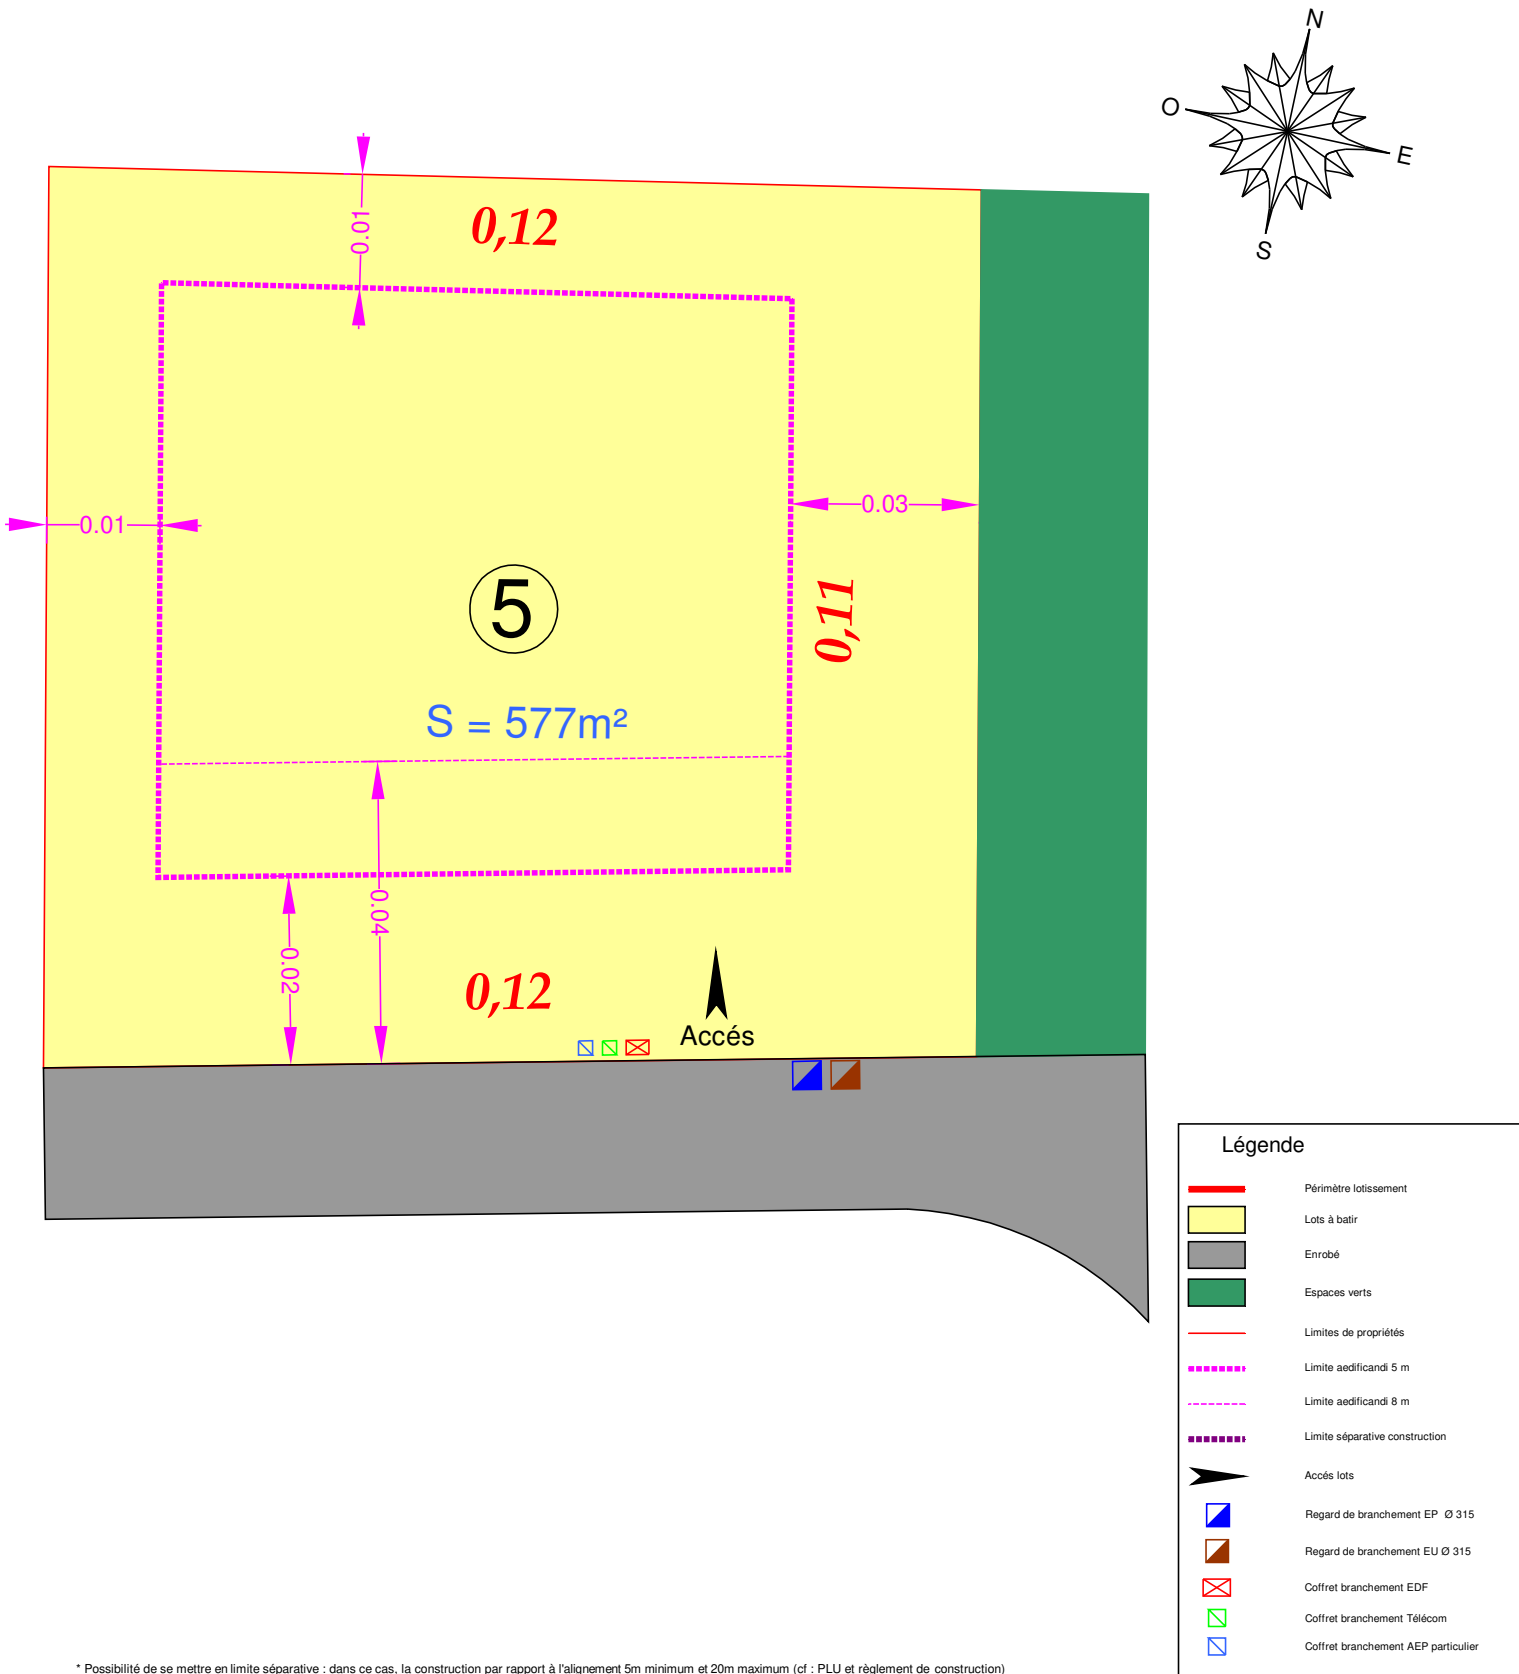 N
O
E
S
0.01
0,12
0.01
0.03
5
0,11
S = 577m²
0.04
0.02
0,12
Accés
Légende
Périmètre lotissement
Lots à batir
Enrobé
Espaces verts
Limites de propriétés
Limite aedificandi 5 m
Limite aedificandi 8 m
Limite séparative construction
Accés lots
Regard de branchement EP Ø 315
Regard de branchement EU Ø 315
Coffret branchement EDF
Coffret branchement Télécom
Coffret branchement AEP particulier
* Possibilité de se mettre en limite séparative : dans ce cas, la construction par rapport à l'alignement 5m minimum et 20m maximum (cf : PLU et règlement de construction)